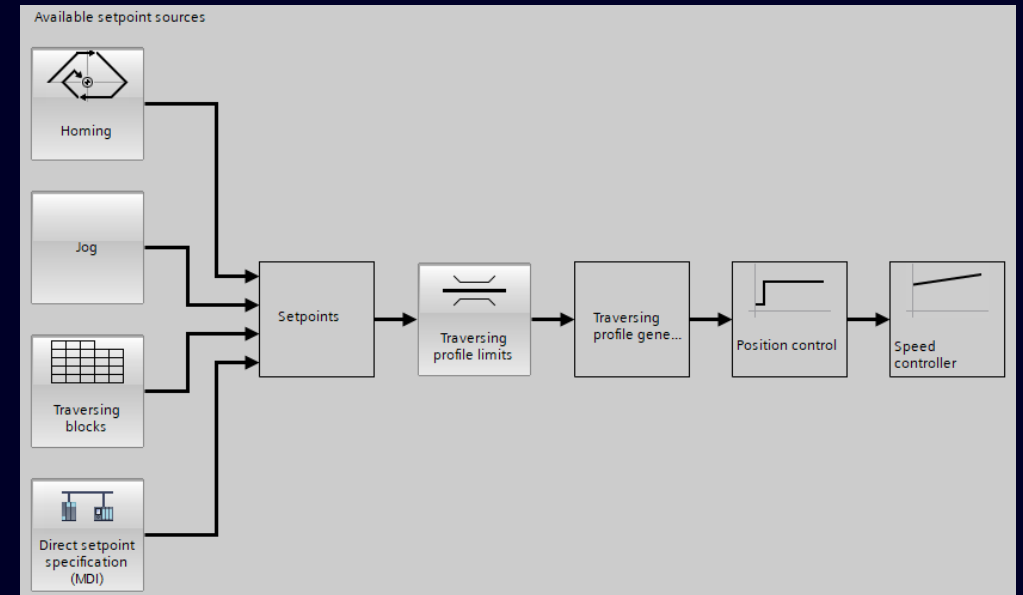 Available setpoint sources
Homing
Jog
Traversing
blocks
Direct setpoint
specification
(MDI)
Setpoints
Traversing
profile limits
Traversing
profile gene...
Position control
Speed
controller